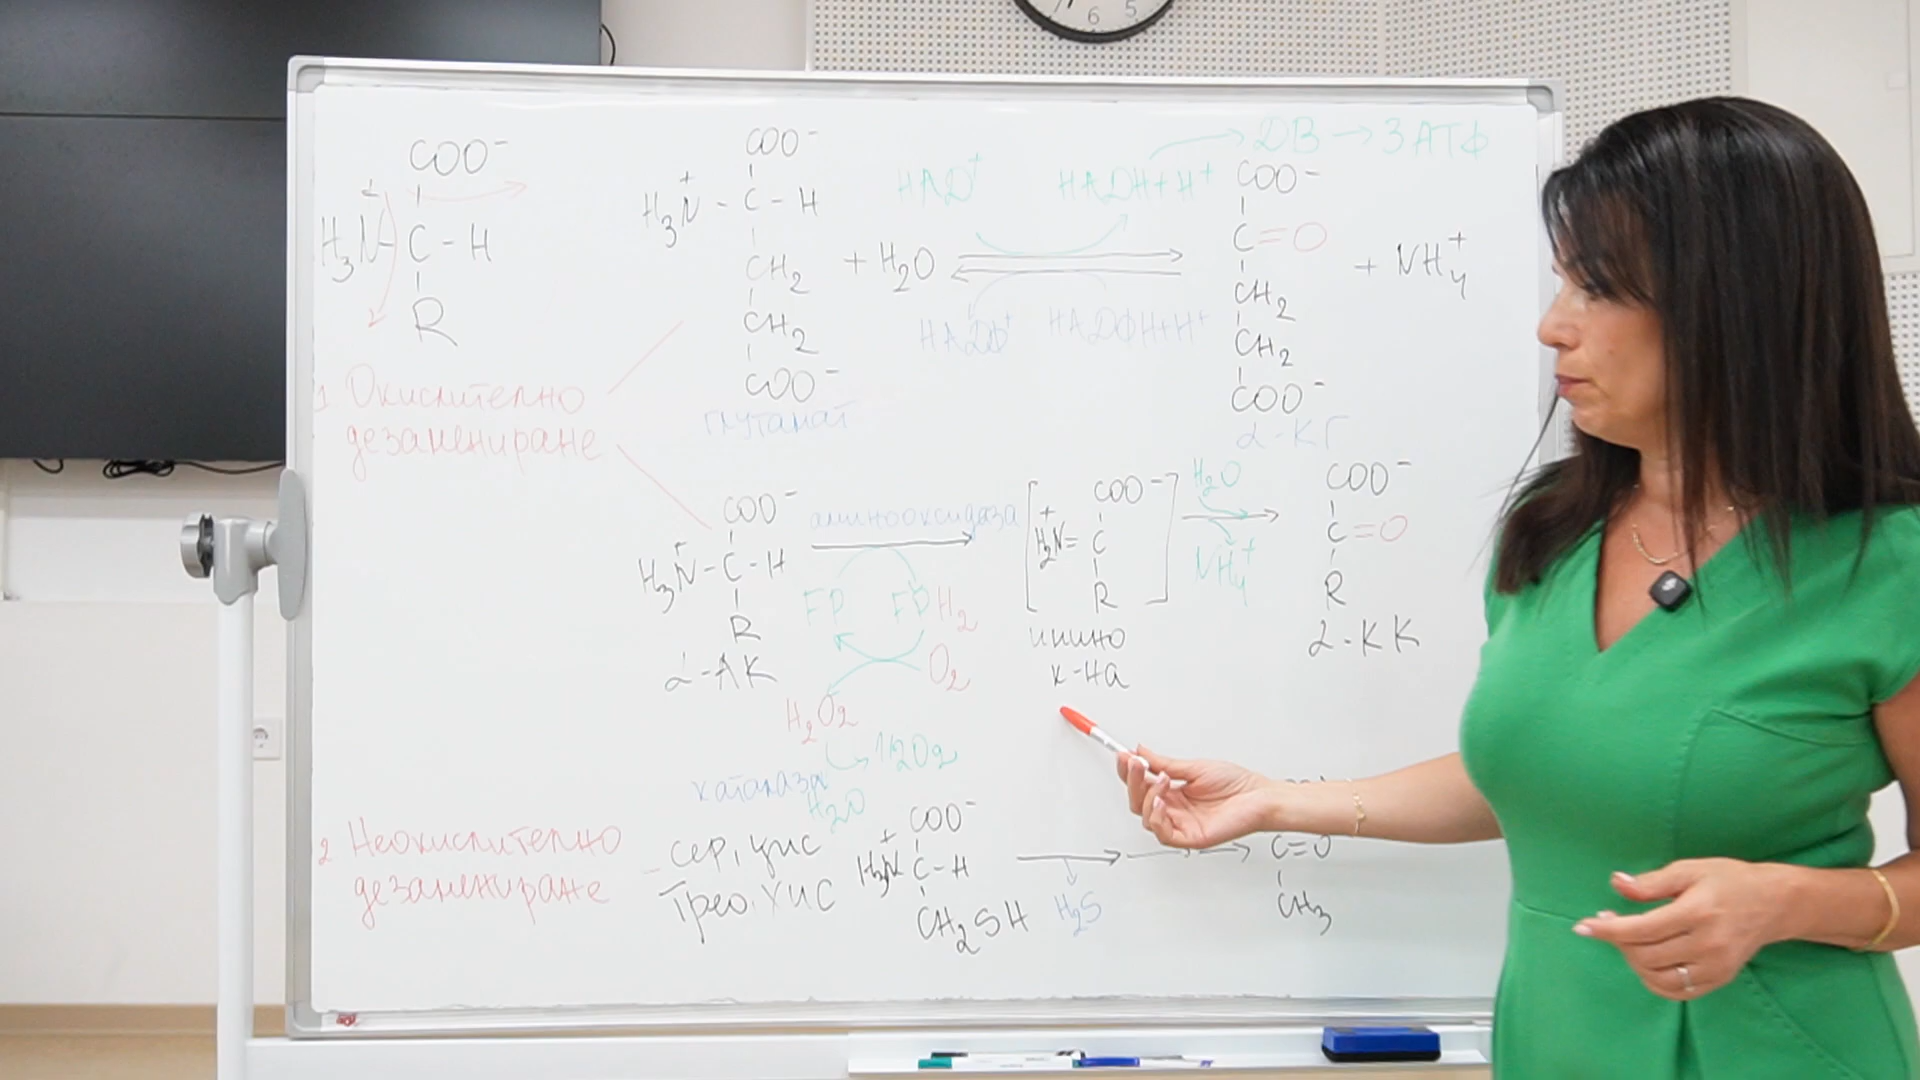 COO⁻
H₃N⁺-C-H
R
1 Окислително
дезаминиране
COO⁻
H₃N⁺-C-H
CH₂
CH₂
COO⁻
глутамат
+ H₂O
НАД⁺
НАДН+Н⁺
ДВ → 3 АТФ
НАДФ⁺
НАДФН+Н⁺
COO⁻
C=O
CH₂
CH₂
COO⁻
α-КГ
+ NH₄⁺
COO⁻
H₃N⁺-C-H
R
α-АК
аминооксидаза
FP
FPH₂
O₂
H₂O₂
1/2O₂
каталаза
H₂O
[COO⁻
H₂N⁺=C
R]
имино
к-на
H₂O
NH₄⁺
COO⁻
C=O
R
α-КК
2 Неокислително
дезаминиране
- сер, цис
трео. хис
COO⁻
H₃N⁺ C-H
CH₂SH
H₂S
C=O
CH₃
6 5